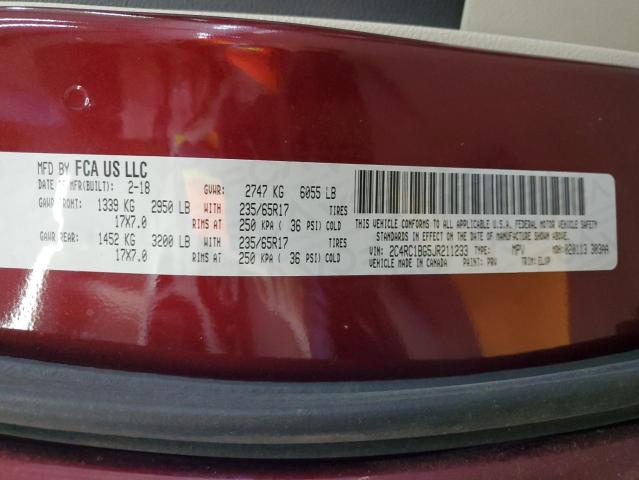 MFD BY FCA US LLC
DATE OF MFR(BUILT): 2-18 GVWR: 2747 KG 6055 LB
GAWR FRONT: 1339 KG 2950 LB WITH 235/65R17 TIRES
17X7.0 RIMS AT 250 KPA ( 36 PSI) COLD
GAWR REAR: 1452 KG 3200 LB WITH 235/65R17 TIRES
17X7.0 RIMS AT 250 KPA ( 36 PSI) COLD
THIS VEHICLE CONFORMS TO ALL APPLICABLE U.S.A. FEDERAL MOTOR VEHICLE SAFETY
STANDARDS IN EFFECT ON THE DATE OF MANUFACTURE SHOWN ABOVE.
VIN: 2C4RC1BG5JR211233 TYPE: MPV MDH: 020113 303AA
VEHICLE MADE IN CANADA PAINT: PRV TRIM: